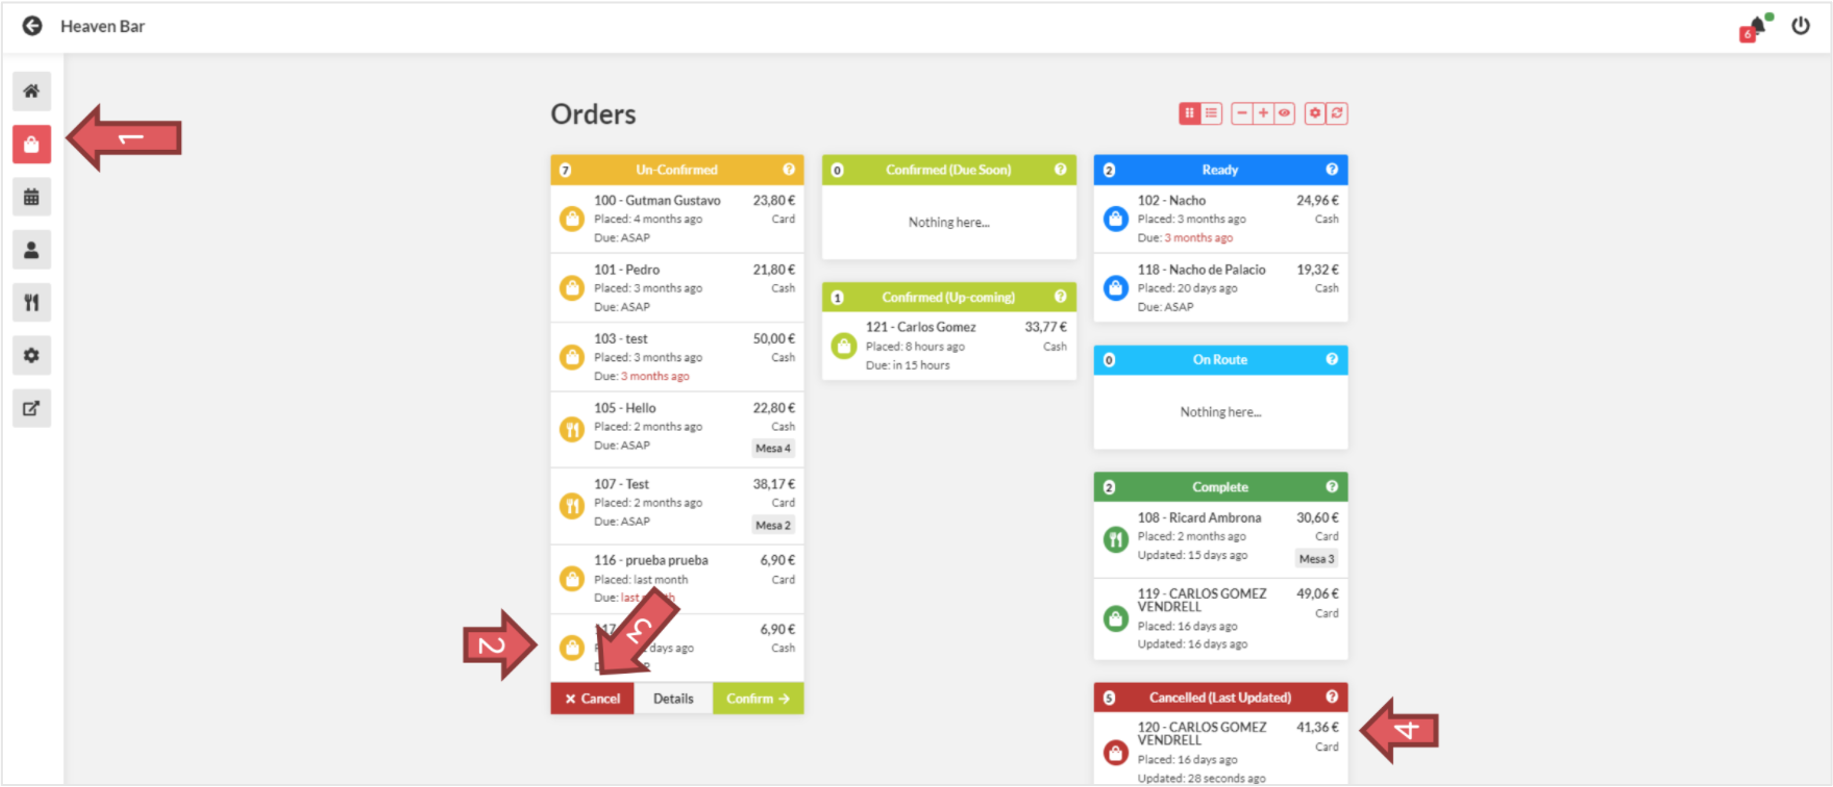 Heaven Bar
6
1
Orders
7 Un-Confirmed ?
100 - Gutman Gustavo 23,80 €
Placed: 4 months ago Card
Due: ASAP
101 - Pedro 21,80 €
Placed: 3 months ago Cash
Due: ASAP
103 - test 50,00 €
Placed: 3 months ago Cash
Due: 3 months ago
105 - Hello 22,80 €
Placed: 2 months ago Cash
Due: ASAP
Mesa 4
107 - Test 38,17 €
Placed: 2 months ago Card
Due: ASAP
Mesa 2
116 - prueba prueba 6,90 €
Placed: last month Card
Due: last
2
3
117 6,90 €
days ago Cash
× Cancel Details Confirm →
0 Confirmed (Due Soon) ?
Nothing here...
1 Confirmed (Up-coming) ?
121 - Carlos Gomez 33,77 €
Placed: 8 hours ago Cash
Due: in 15 hours
2 Ready ?
102 - Nacho 24,96 €
Placed: 3 months ago Cash
Due: 3 months ago
118 - Nacho de Palacio 19,32 €
Placed: 20 days ago Cash
Due: ASAP
0 On Route ?
Nothing here...
2 Complete ?
108 - Ricard Ambrona 30,60 €
Placed: 2 months ago Card
Updated: 15 days ago
Mesa 3
119 - CARLOS GOMEZ 49,06 €
VENDRELL Card
Placed: 16 days ago
Updated: 16 days ago
5 Cancelled (Last Updated) ?
120 - CARLOS GOMEZ 41,36 €
VENDRELL Card
Placed: 16 days ago
Updated: 28 seconds ago
4